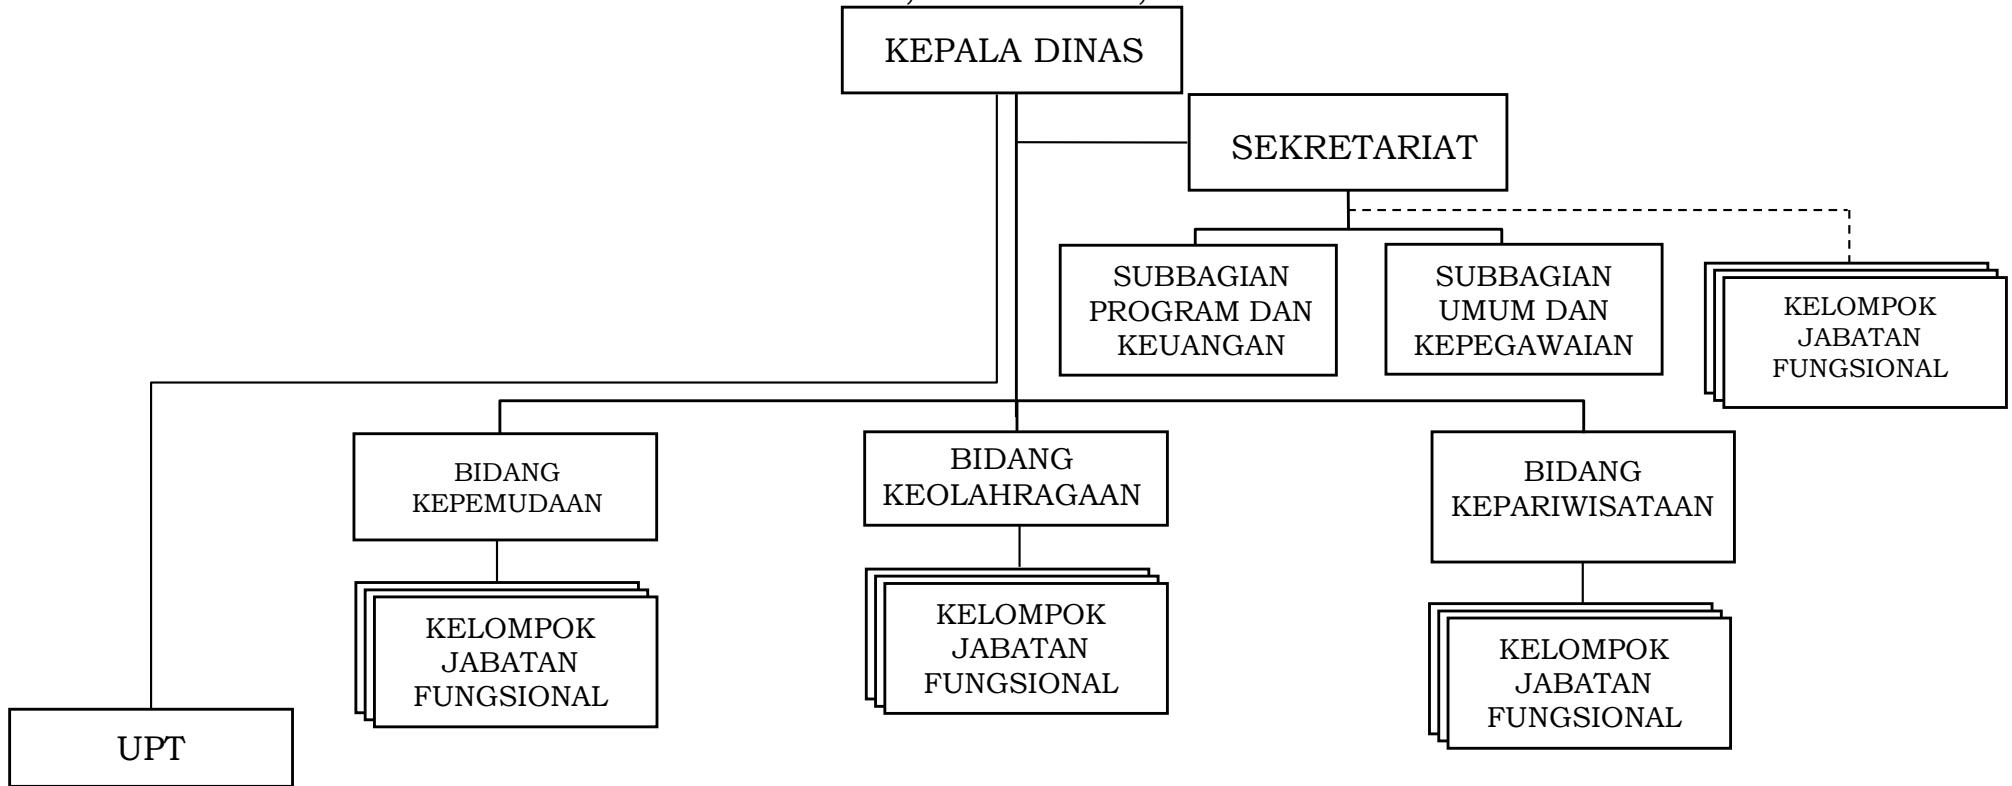 KEPALA DINAS
SEKRETARIAT
SUBBAGIAN
PROGRAM DAN
KEUANGAN
SUBBAGIAN
UMUM DAN
KEPEGAWAIAN
KELOMPOK
JABATAN
FUNGSIONAL
BIDANG
KEPEMUDAAN
BIDANG
KEOLAHRAGAAN
BIDANG
KEPARIWISATAAN
KELOMPOK
JABATAN
FUNGSIONAL
KELOMPOK
JABATAN
FUNGSIONAL
KELOMPOK
JABATAN
FUNGSIONAL
UPT